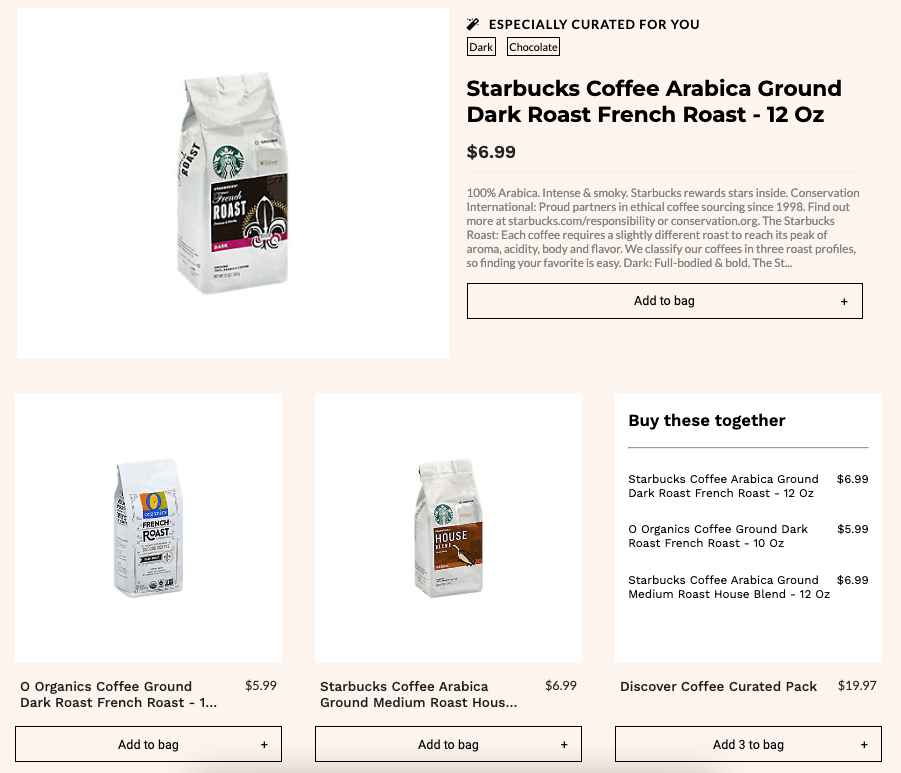 ESPECIALLY CURATED FOR YOU
Dark Chocolate
Starbucks Coffee Arabica Ground
Dark Roast French Roast - 12 Oz
$6.99
100% Arabica. Intense & smoky. Starbucks rewards stars inside. Conservation
International: Proud partners in ethical coffee sourcing since 1998. Find out
more at starbucks.com/responsibility or conservation.org. The Starbucks
Roast: Each coffee requires a slightly different roast to reach its peak of
aroma, acidity, body and flavor. We classify our coffees in three roast profiles,
so finding your favorite is easy. Dark: Full-bodied & bold. The St...
Add to bag +
ROAST
GROUND
French
ROAST
DARK
O
organics
FRENCH
ROAST
HOUSE
BLEND
Buy these together
Starbucks Coffee Arabica Ground $6.99
Dark Roast French Roast - 12 Oz
O Organics Coffee Ground Dark $5.99
Roast French Roast - 10 Oz
Starbucks Coffee Arabica Ground $6.99
Medium Roast House Blend - 12 Oz
O Organics Coffee Ground $5.99
Dark Roast French Roast - 1...
Add to bag +
Starbucks Coffee Arabica $6.99
Ground Medium Roast Hous...
Add to bag +
Discover Coffee Curated Pack $19.97
Add 3 to bag +